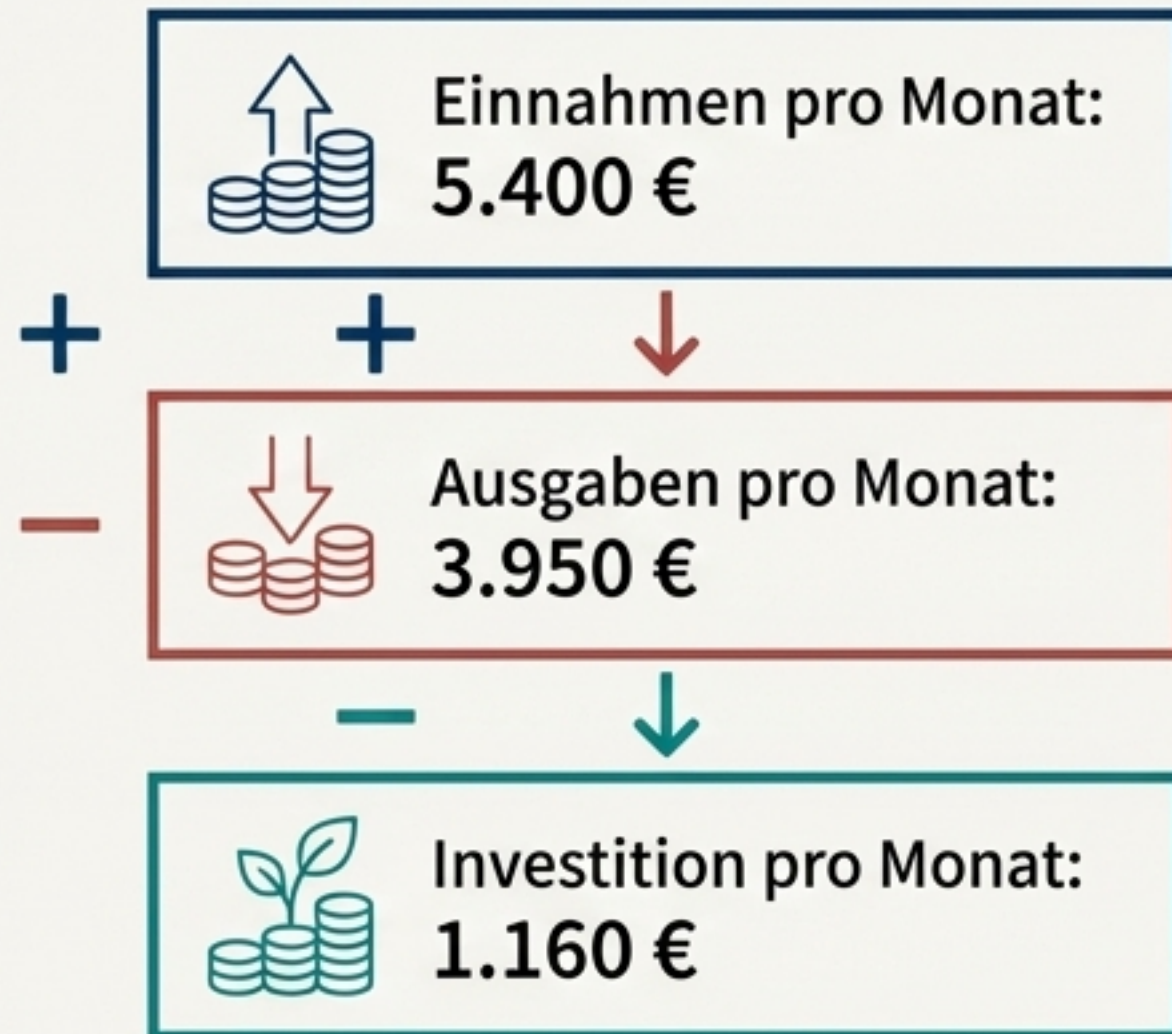 Einnahmen pro Monat:
5.400 €
+ +
Ausgaben pro Monat:
3.950 €
−
−
Investition pro Monat:
1.160 €